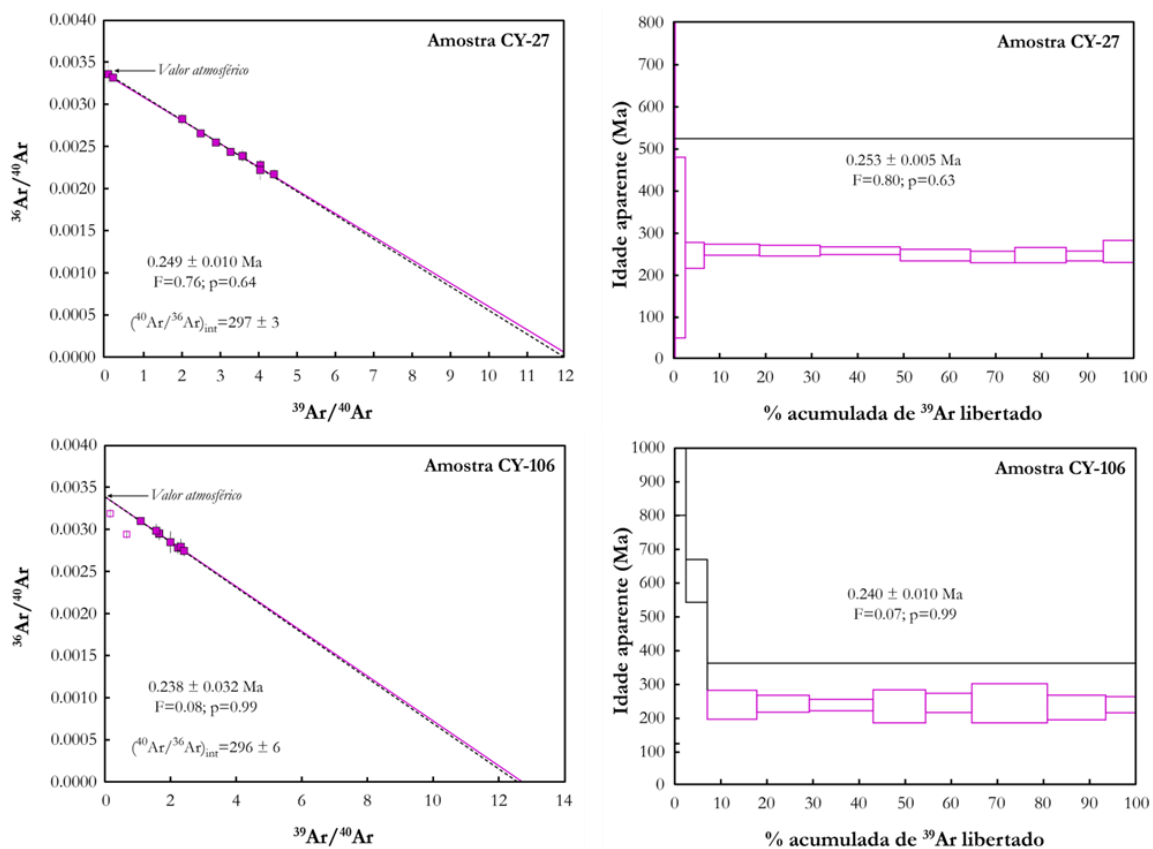 Amostra CY-27
Valor atmosférico
0.0040
0.0035
0.0030
0.0025
0.0020
0.0015
0.0010
0.0005
0.0000
³⁶Ar/⁴⁰Ar
0.249 ± 0.010 Ma
F=0.76; p=0.64
(⁴⁰Ar/³⁶Ar)int=297 ± 3
0 1 2 3 4 5 6 7 8 9 10 11 12
³⁹Ar/⁴⁰Ar
Amostra CY-27
800
700
600
500
400
300
200
100
0
Idade aparente (Ma)
0.253 ± 0.005 Ma
F=0.80; p=0.63
0 10 20 30 40 50 60 70 80 90 100
% acumulada de ³⁹Ar libertado
Amostra CY-106
Valor atmosférico
0.0040
0.0035
0.0030
0.0025
0.0020
0.0015
0.0010
0.0005
0.0000
³⁶Ar/⁴⁰Ar
0.238 ± 0.032 Ma
F=0.08; p=0.99
(⁴⁰Ar/³⁶Ar)int=296 ± 6
0 2 4 6 8 10 12 14
³⁹Ar/⁴⁰Ar
Amostra CY-106
1000
900
800
700
600
500
400
300
200
100
0
Idade aparente (Ma)
0.240 ± 0.010 Ma
F=0.07; p=0.99
0 10 20 30 40 50 60 70 80 90 100
% acumulada de ³⁹Ar libertado